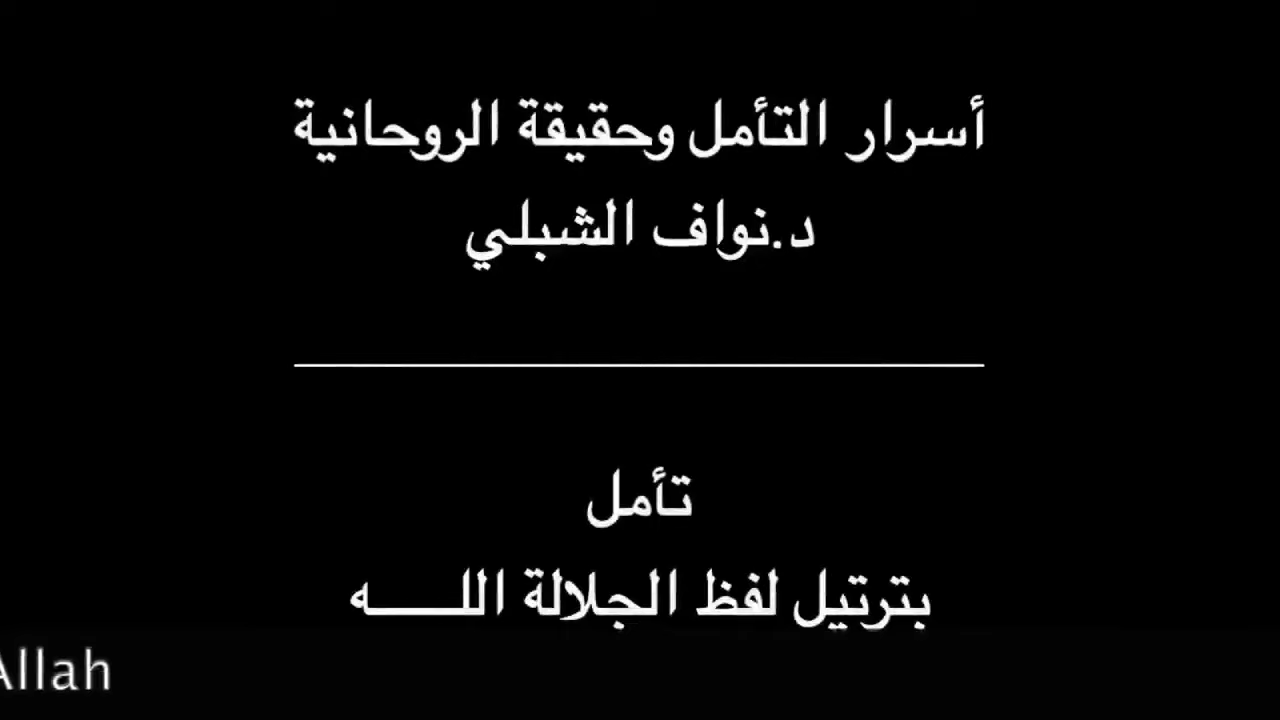 أسرار التأمل وحقيقة الروحانية
د.نواف الشبلي
تأمل
بترتيل لفظ الجلالة اللـــــه
Allah